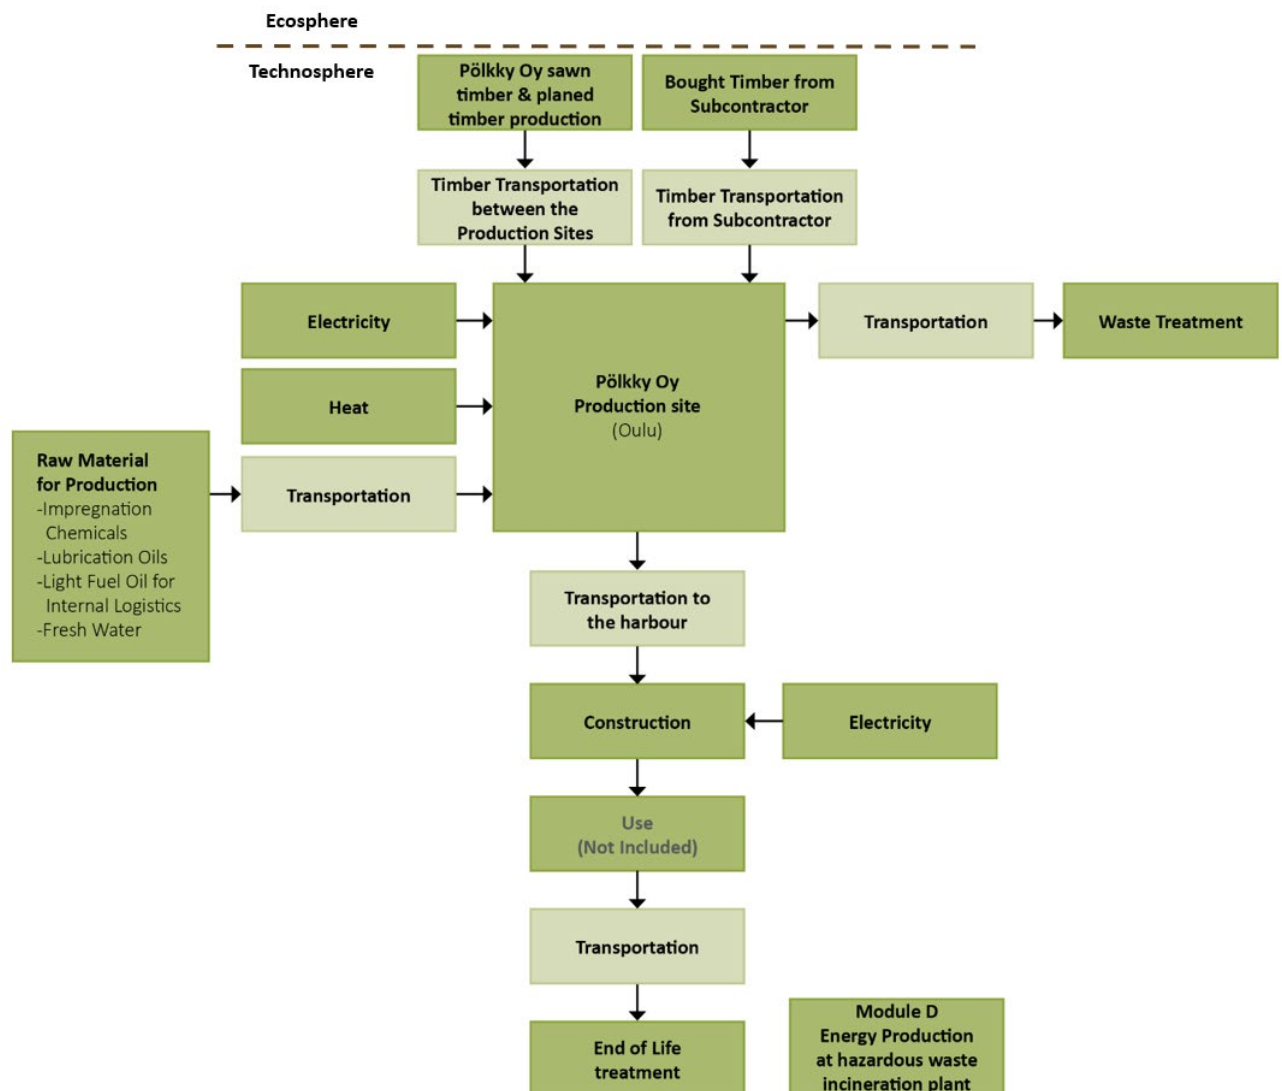 Ecosphere
Technosphere
Pölkky Oy sawn
timber & planed
timber production
Bought Timber from
Subcontractor
Timber Transportation
between the
Production Sites
Timber Transportation
from Subcontractor
Electricity
Heat
Raw Material
for Production
-Impregnation
Chemicals
-Lubrication Oils
-Light Fuel Oil for
Internal Logistics
-Fresh Water
Transportation
Pölkky Oy
Production site
(Oulu)
Transportation
Waste Treatment
Transportation to
the harbour
Construction
Electricity
Use
(Not Included)
Transportation
End of Life
treatment
Module D
Energy Production
at hazardous waste
incineration plant